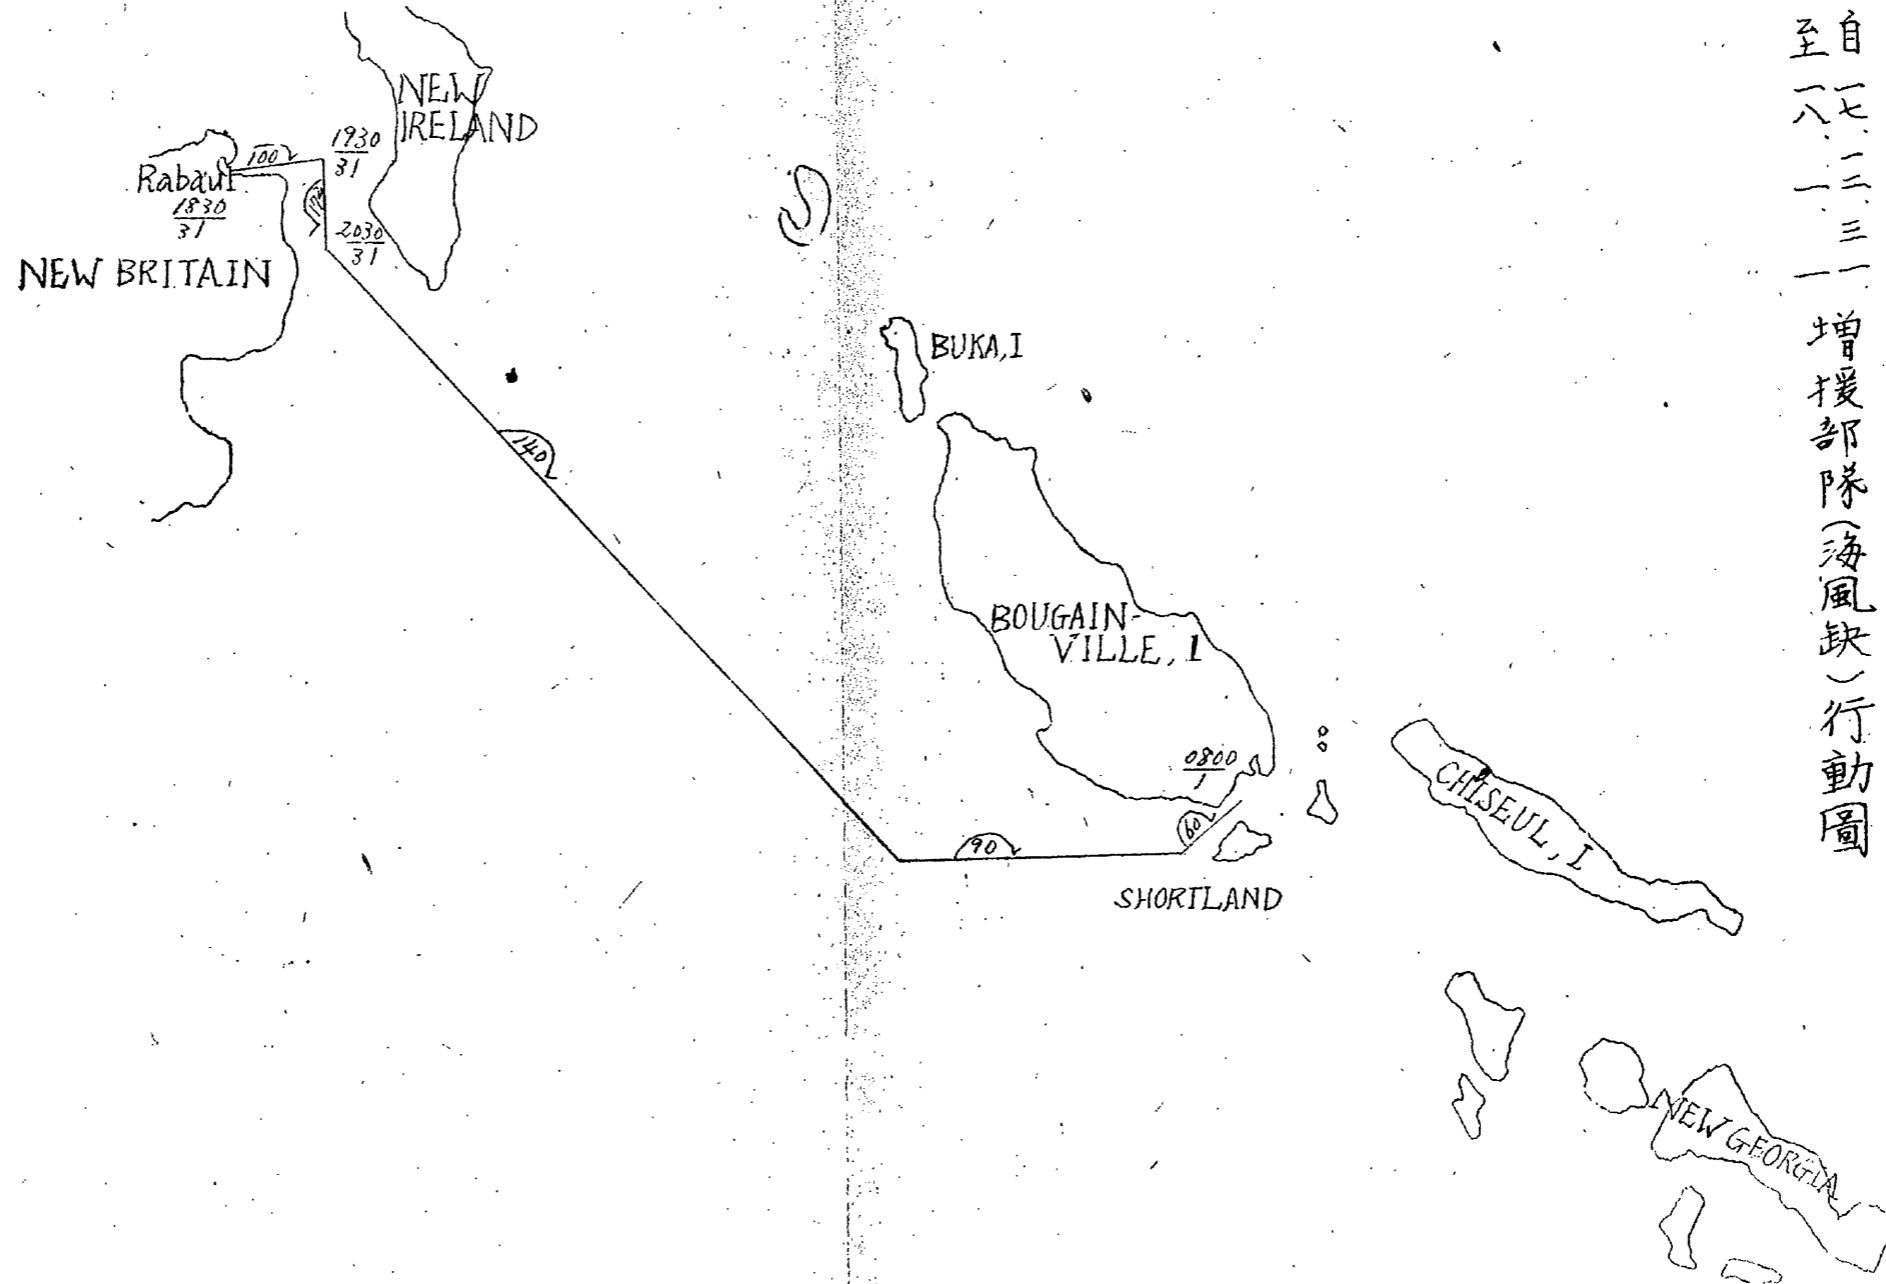 自一七、一二、三一
至一八、一、一
増援部隊(海風缺)行動圖
NEW
IRELAND
Rabaul
1830
31
100
1930
31
2030
31
NEW BRITAIN
BUKA, I
140
BOUGAIN-
VILLE, I
0800
1
60
90
SHORTLAND
CHISEUL, I
NEW GEORGIA